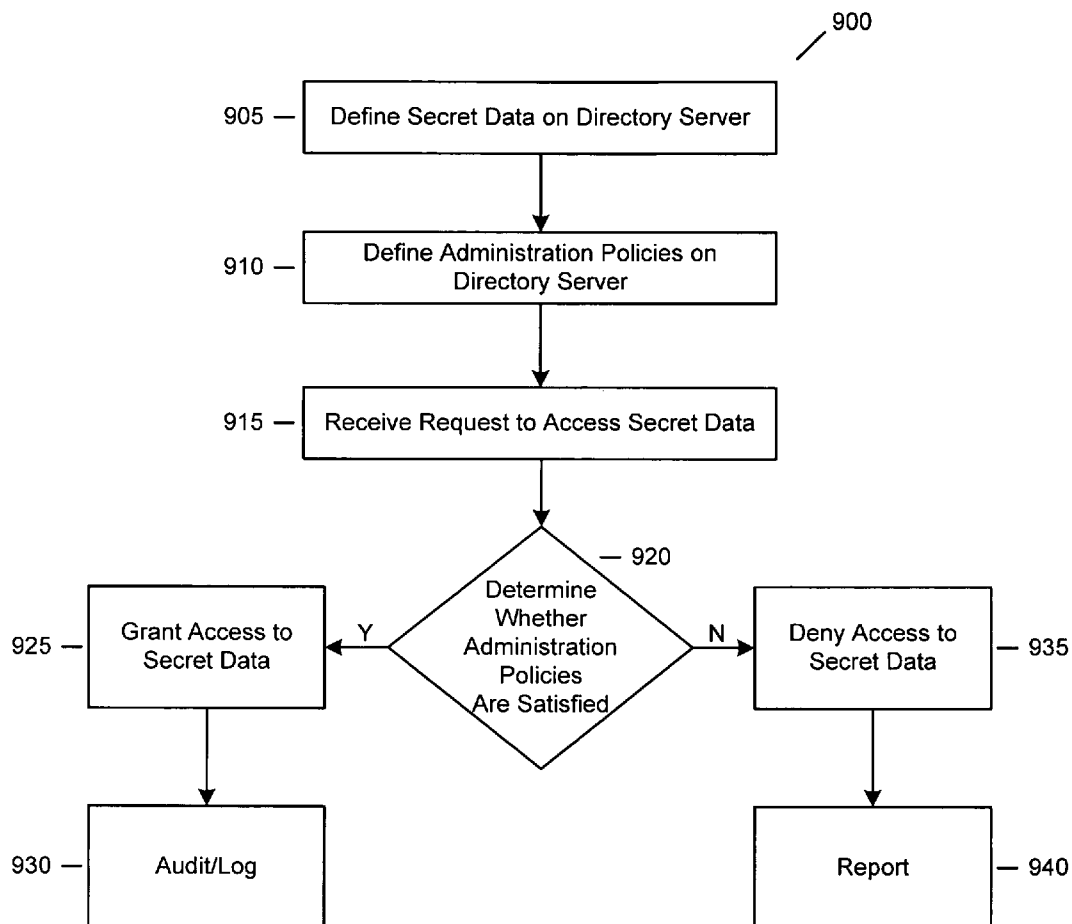 900
905
Define Secret Data on Directory Server
910
Define Administration Policies on
Directory Server
915
Receive Request to Access Secret Data
920
Determine
Whether
Administration
Policies
Are Satisfied
Y
N
925
Grant Access to
Secret Data
Deny Access to
Secret Data
935
930
Audit/Log
Report
940